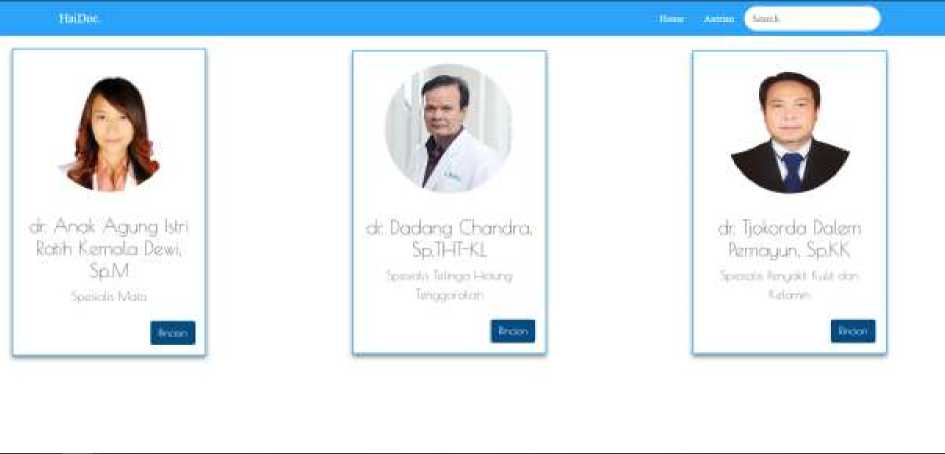 HaiDoc.
Home Antrian Search
dr. Anak Agung Istri
Ratih Kemala Dewi,
Sp.M
Spesialis Mata
Rincian
dr. Dadang Chandra,
Sp.THT-KL
Spesialis Telinga Hidung
Tenggorokan
Rincian
dr. Tjokorda Dalem
Pemayun, Sp.KK
Spesialis Penyakit Kulit dan
Kelamin
Rincian